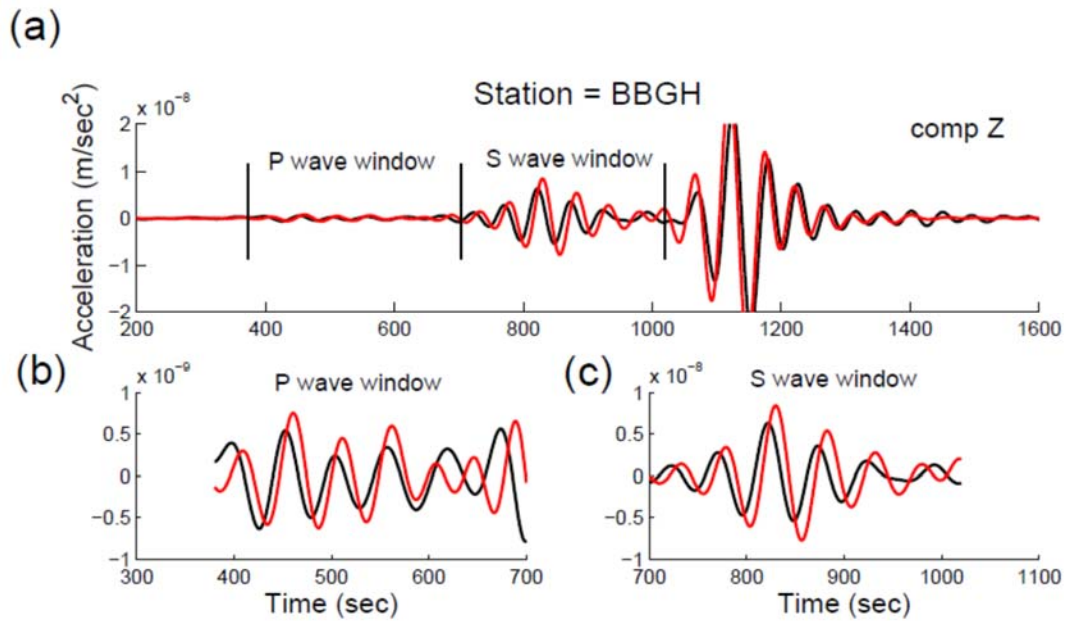 (a)
Station = BBGH
x 10⁻⁸
comp Z
P wave window
S wave window
Acceleration (m/sec²)
2
1
0
−1
−2
200 400 600 800 1000 1200 1400 1600
(b)
x 10⁻⁹
P wave window
1
0.5
0
−0.5
−1
300 400 500 600 700
Time (sec)
(c)
x 10⁻⁸
S wave window
1
0.5
0
−0.5
−1
700 800 900 1000 1100
Time (sec)